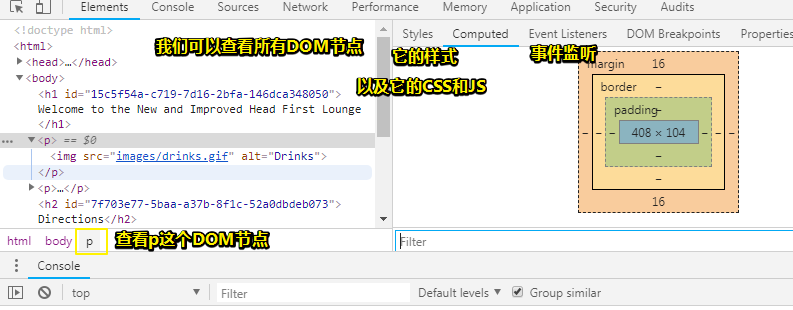 Elements Console Sources Network Performance Memory Application Security Audits
<!doctype html>
<html>
<head>…</head>
<body>
<h1 id="15c5f54a-c719-7d16-2bfa-146dca348050">
Welcome to the New and Improved Head First Lounge
</h1>
… <p> == $0
<img src="images/drinks.gif" alt="Drinks">
</p>
<p>…</p>
<h2 id="7f703e77-5baa-a37b-8f1c-52a0dbdeb073">
Directions</h2>
我们可以查看所有DOM节点
它的样式
以及它的CSS和JS
事件监听
Styles Computed Event Listeners DOM Breakpoints Properties
margin 16
border –
padding –
– – – 408 × 104 – – –
–
–
16
html body p
查看p这个DOM节点
Filter
Console
top Filter Default levels ▼ Group similar